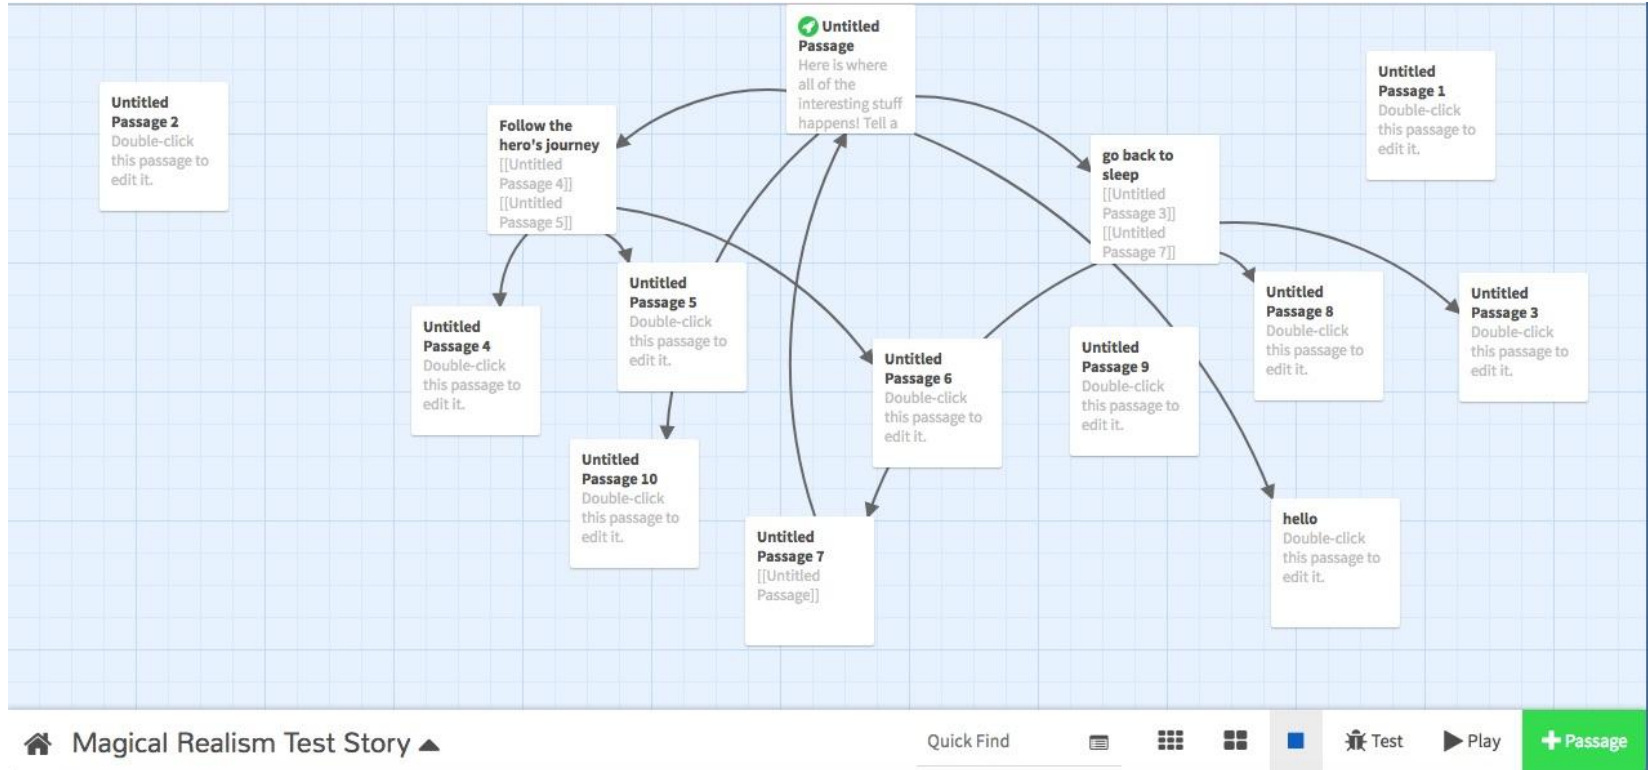 Untitled
Passage
Here is where
all of the
interesting stuff
happens! Tell a
Untitled
Passage 1
Double-click
this passage to
edit it.
Untitled
Passage 2
Double-click
this passage to
edit it.
Follow the
hero's journey
[[Untitled
Passage 4]]
[[Untitled
Passage 5]]
go back to
sleep
[[Untitled
Passage 3]]
[[Untitled
Passage 7]]
Untitled
Passage 5
Double-click
this passage to
edit it.
Untitled
Passage 8
Double-click
this passage to
edit it.
Untitled
Passage 3
Double-click
this passage to
edit it.
Untitled
Passage 4
Double-click
this passage to
edit it.
Untitled
Passage 9
Double-click
this passage to
edit it.
Untitled
Passage 6
Double-click
this passage to
edit it.
Untitled
Passage 10
Double-click
this passage to
edit it.
hello
Double-click
this passage to
edit it.
Untitled
Passage 7
[[Untitled
Passage]]
Magical Realism Test Story
Quick Find
Test
Play
+ Passage